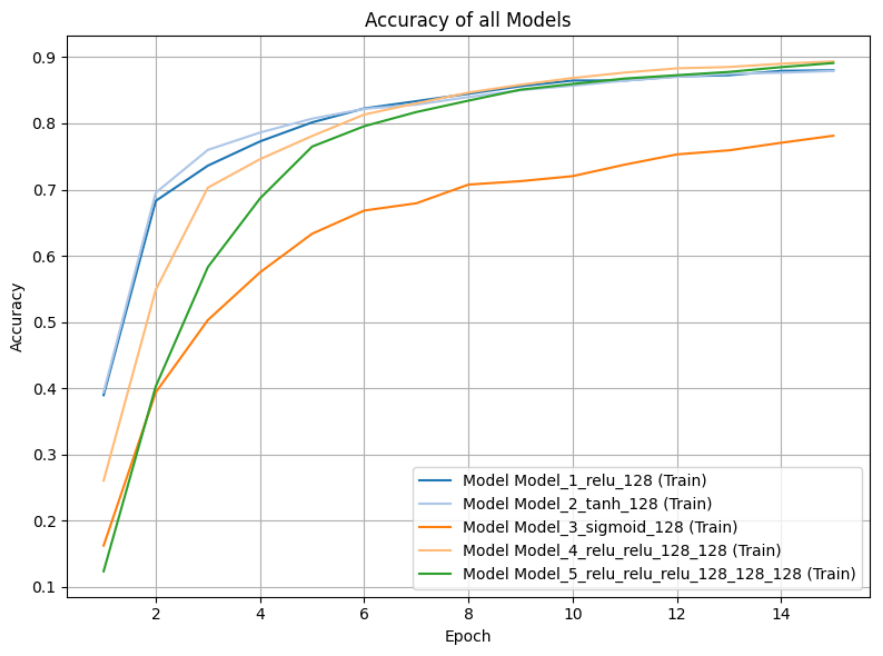 Accuracy of all Models
Accuracy
0.9
0.8
0.7
0.6
0.5
0.4
0.3
0.2
0.1
2 4 6 8 10 12 14
Epoch
Model Model_1_relu_128 (Train)
Model Model_2_tanh_128 (Train)
Model Model_3_sigmoid_128 (Train)
Model Model_4_relu_relu_128_128 (Train)
Model Model_5_relu_relu_relu_128_128_128 (Train)